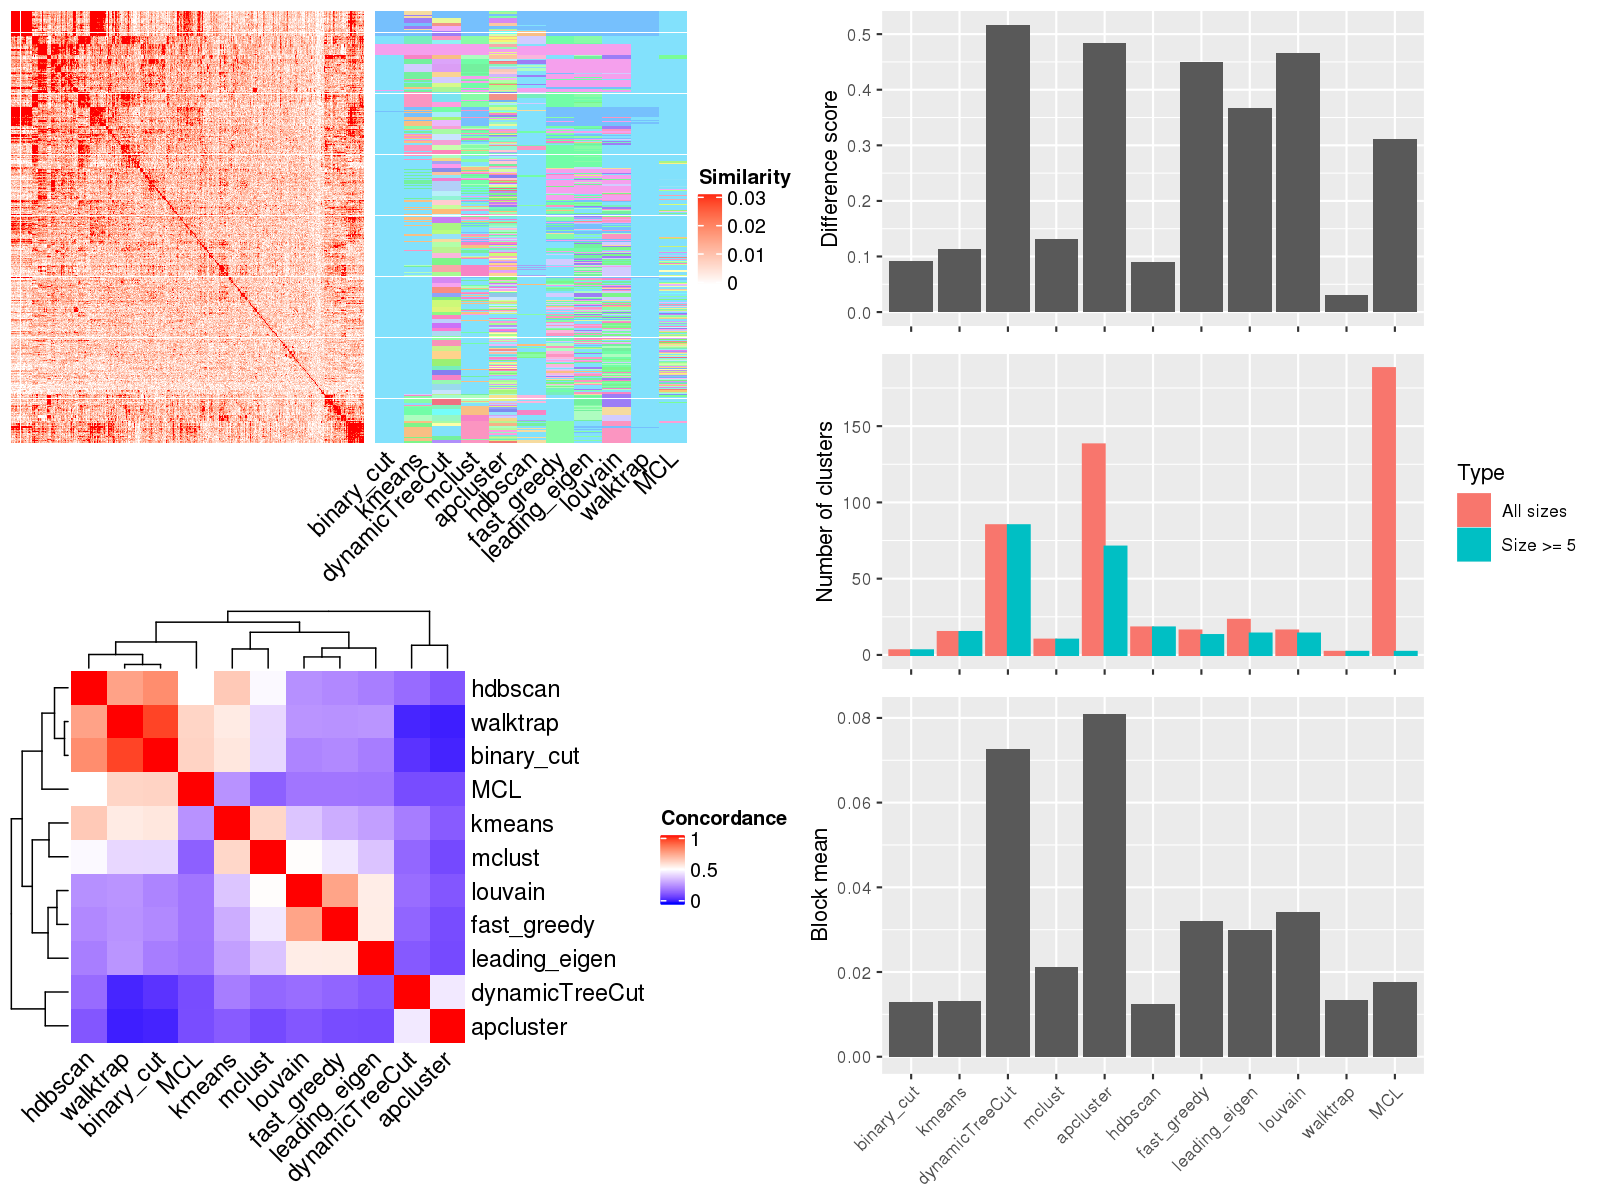 Similarity
0.03
0.02
0.01
0
binary_cut
kmeans
dynamicTreeCut
mclust
apcluster
hdbscan
fast_greedy
leading_eigen
louvain
walktrap
MCL
hdbscan
walktrap
binary_cut
MCL
kmeans
mclust
louvain
fast_greedy
leading_eigen
dynamicTreeCut
apcluster
Concordance
1
0.5
0
hdbscan
walktrap
binary_cut
MCL
kmeans
mclust
louvain
fast_greedy
leading_eigen
dynamicTreeCut
apcluster
Difference score
0.5
0.4
0.3
0.2
0.1
0.0
Number of clusters
150
100
50
0
Type
All sizes
Size >= 5
Block mean
0.08
0.06
0.04
0.02
0.00
binary_cut
kmeans
dynamicTreeCut
mclust
apcluster
hdbscan
fast_greedy
leading_eigen
louvain
walktrap
MCL